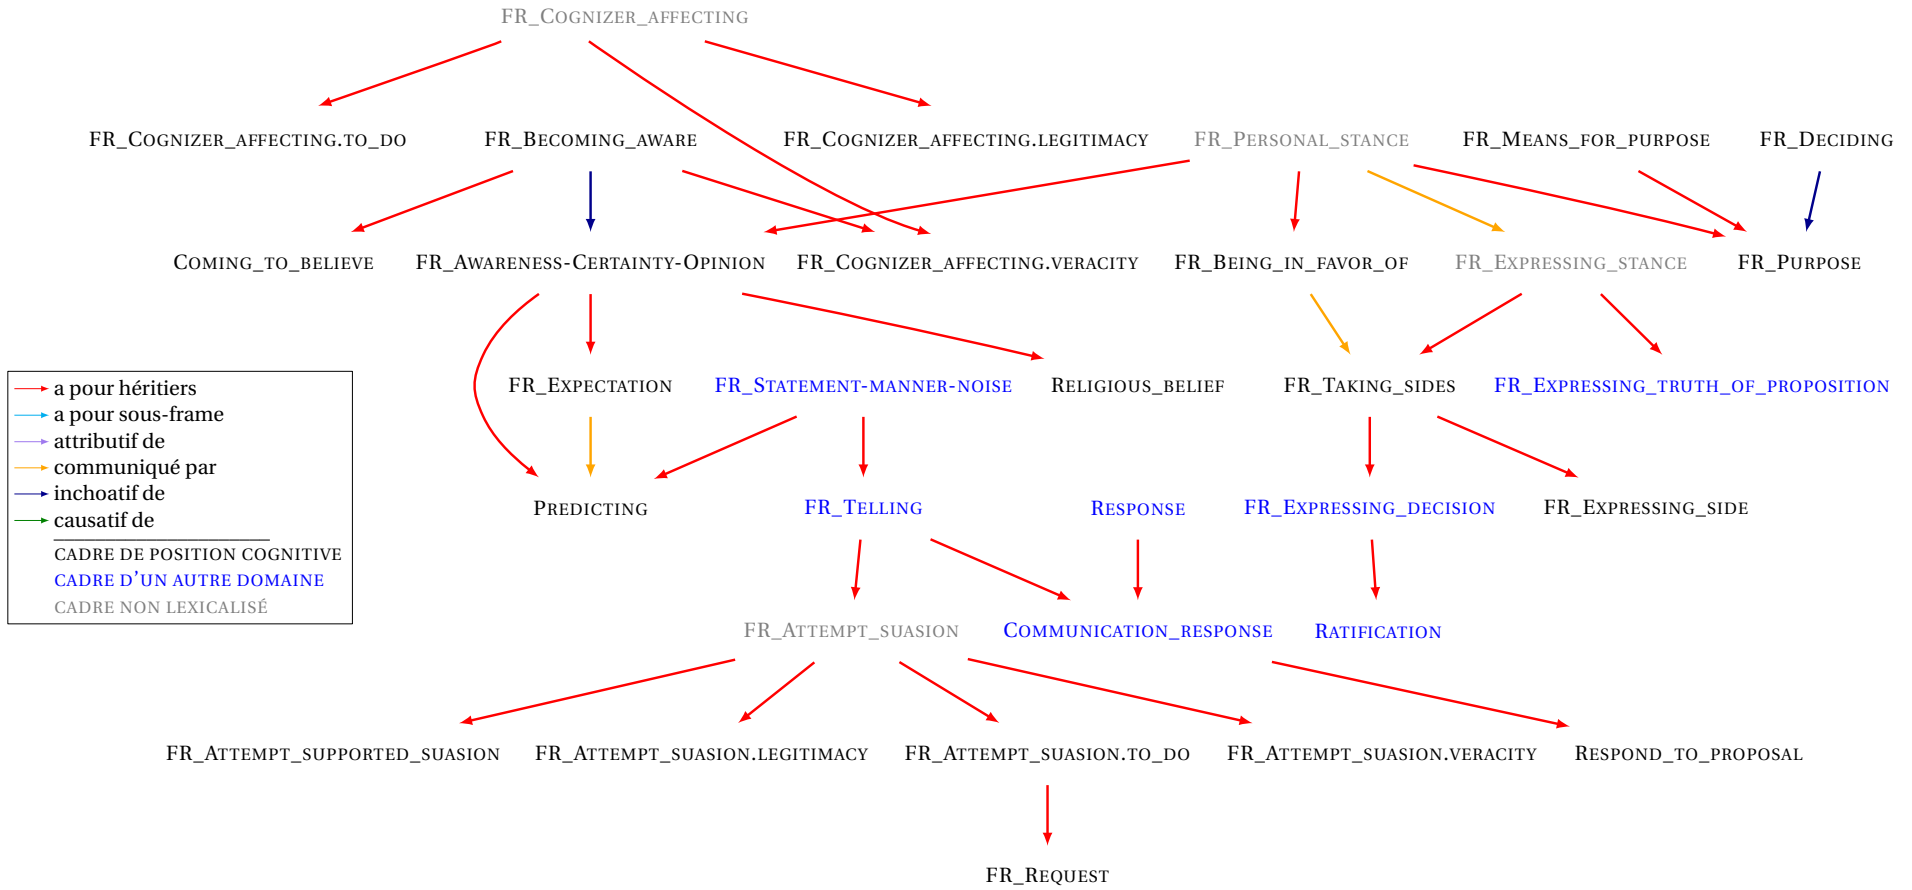 FR_Cognizer_affecting
FR_Cognizer_affecting.to_do FR_Becoming_aware FR_Cognizer_affecting.legitimacy FR_Personal_stance FR_Means_for_purpose FR_Deciding
Coming_to_believe FR_Awareness-Certainty-Opinion FR_Cognizer_affecting.veracity FR_Being_in_favor_of FR_Expressing_stance FR_Purpose
FR_Expectation FR_Statement-manner-noise Religious_belief FR_Taking_sides FR_Expressing_truth_of_proposition
a pour héritiers
a pour sous-frame
attributif de
communiqué par
inchoatif de
causatif de
cadre de position cognitive
cadre d'un autre domaine
cadre non lexicalisé
Predicting FR_Telling Response FR_Expressing_decision FR_Expressing_side
FR_Attempt_suasion Communication_response Ratification
FR_Attempt_supported_suasion FR_Attempt_suasion.legitimacy FR_Attempt_suasion.to_do FR_Attempt_suasion.veracity Respond_to_proposal
FR_Request